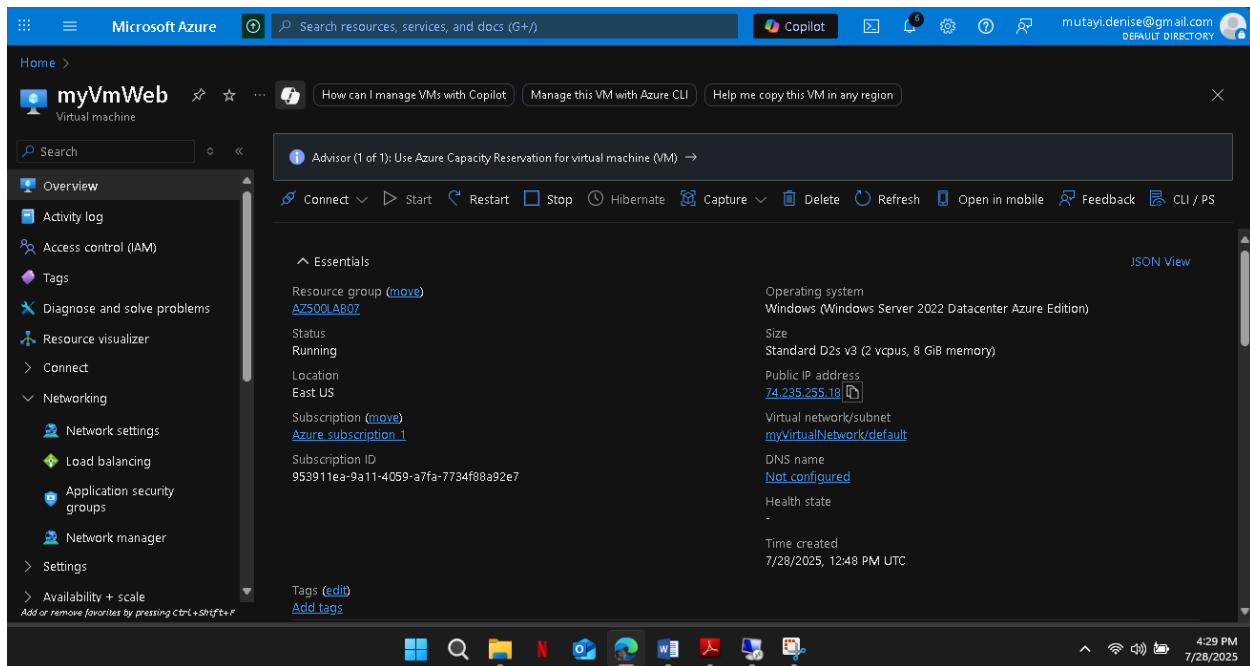 Microsoft Azure
Search resources, services, and docs (G+/)
Copilot
6
mutayi.denise@gmail.com
DEFAULT DIRECTORY
Home >
myVmWeb
Virtual machine
How can I manage VMs with Copilot
Manage this VM with Azure CLI
Help me copy this VM in any region
Search
Advisor (1 of 1): Use Azure Capacity Reservation for virtual machine (VM) →
Overview
Activity log
Access control (IAM)
Tags
Diagnose and solve problems
Resource visualizer
Connect
Networking
Network settings
Load balancing
Application security
groups
Network manager
Settings
Availability + scale
Add or remove favorites by pressing Ctrl+Shift+F
Connect
Start
Restart
Stop
Hibernate
Capture
Delete
Refresh
Open in mobile
Feedback
CLI / PS
Essentials
JSON View
Resource group (move)
AZ500LAB07
Status
Running
Location
East US
Subscription (move)
Azure subscription 1
Subscription ID
953911ea-9a11-4059-a7fa-7734f88a92e7
Operating system
Windows (Windows Server 2022 Datacenter Azure Edition)
Size
Standard D2s v3 (2 vcpus, 8 GiB memory)
Public IP address
74.235.255.18
Virtual network/subnet
myVirtualNetwork/default
DNS name
Not configured
Health state
-
Time created
7/28/2025, 12:48 PM UTC
Tags (edit)
Add tags
4:29 PM
7/28/2025